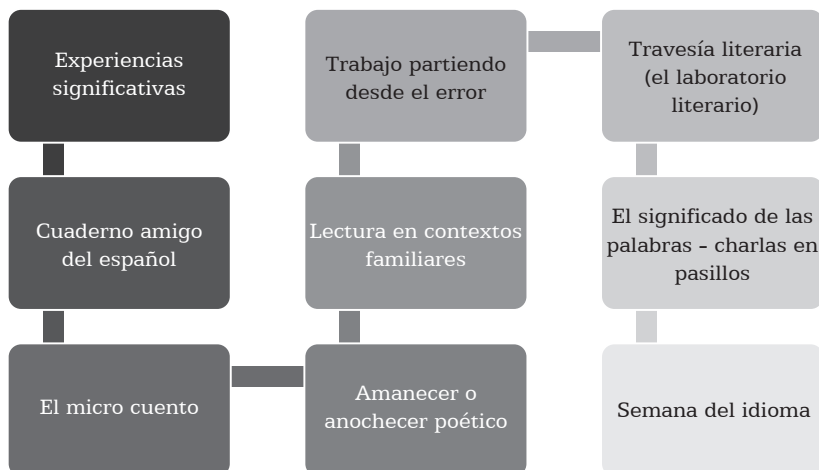 Experiencias
significativas
Cuaderno amigo
del español
El micro cuento
Amanecer o
anochecer poético
Lectura en contextos
familiares
Trabajo partiendo
desde el error
Travesía literaria
(el laboratorio
literario)
El significado de las
palabras – charlas en
pasillos
Semana del idioma